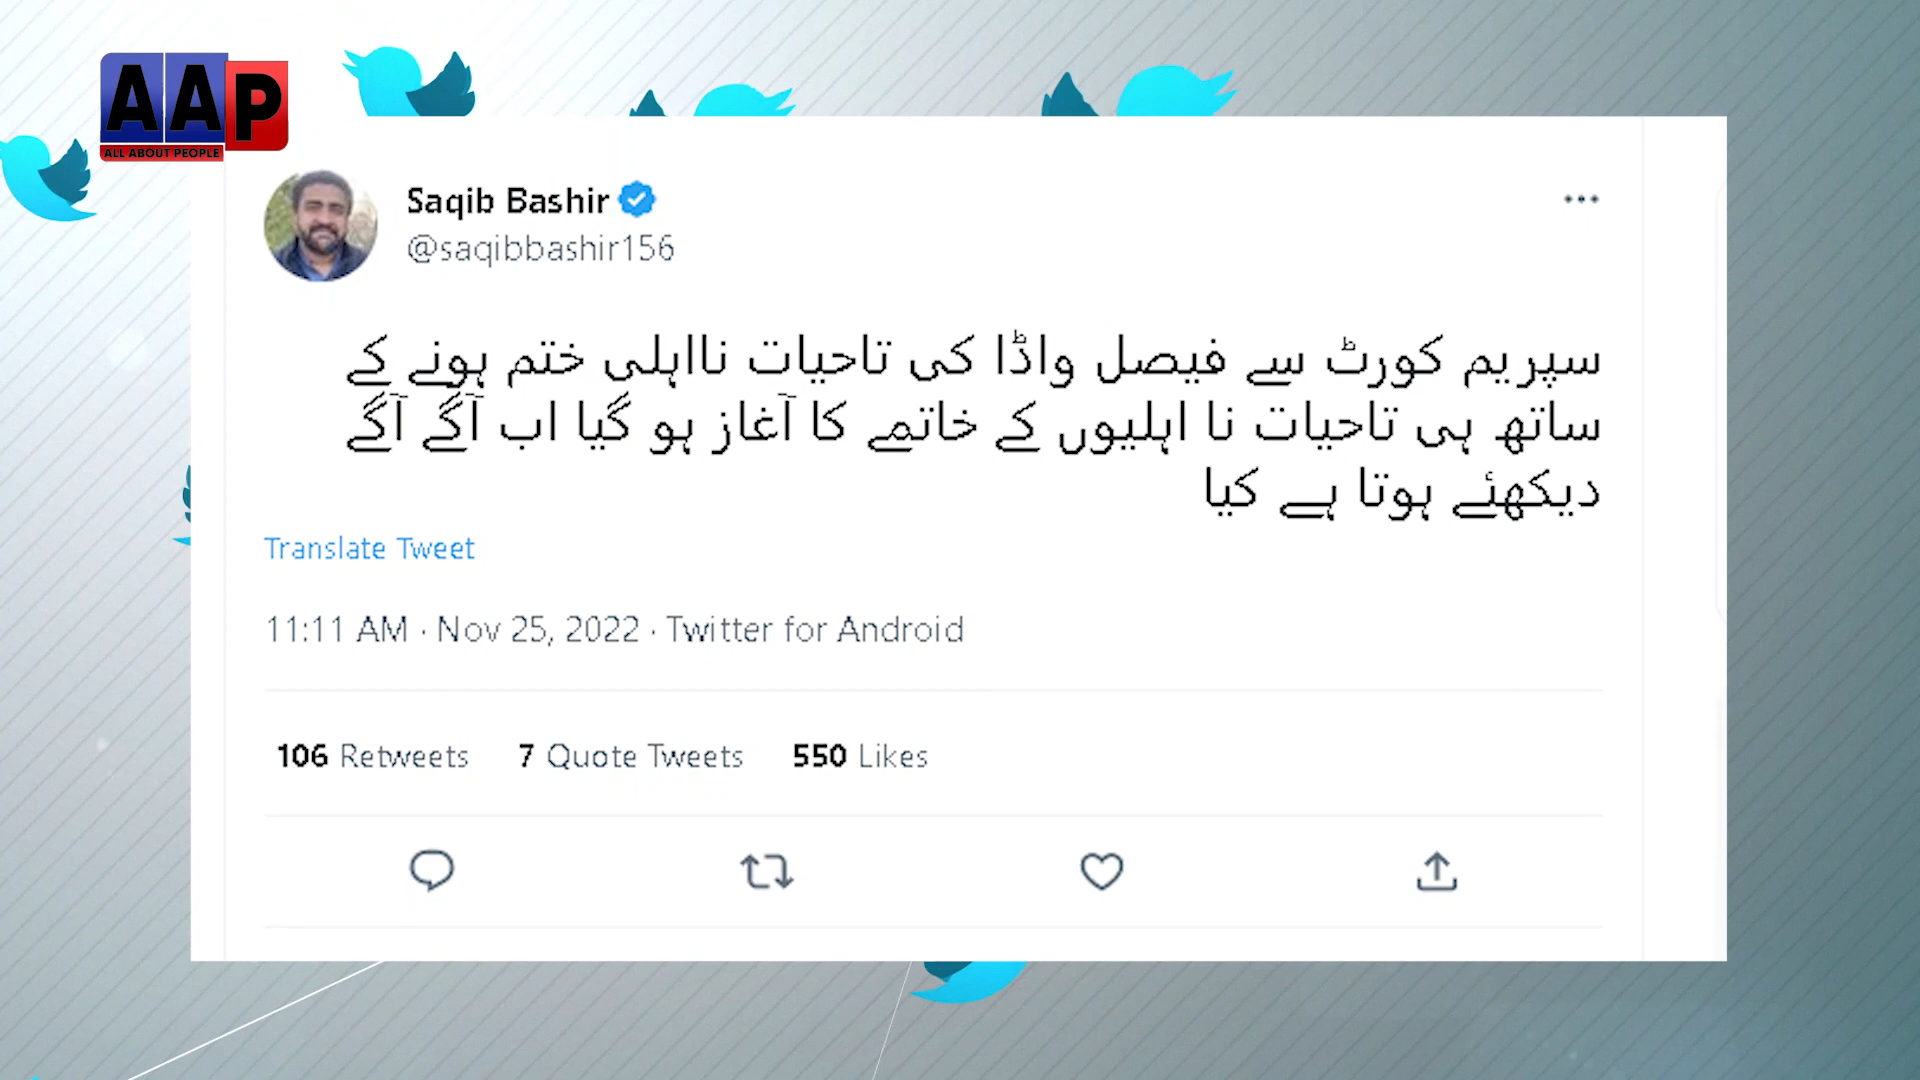 AAP
ALL ABOUT PEOPLE
Saqib Bashir
@saqibbashir156
سپریم کورٹ سے فیصل واڈا کی تاحیات نااہلی ختم ہونے کے
ساتھ ہی تاحیات نا اہلیوں کے خاتمے کا آغاز ہو گیا اب آگے آگے
دیکھئے ہوتا ہے کیا
Translate Tweet
11:11 AM · Nov 25, 2022 · Twitter for Android
106 Retweets 7 Quote Tweets 550 Likes